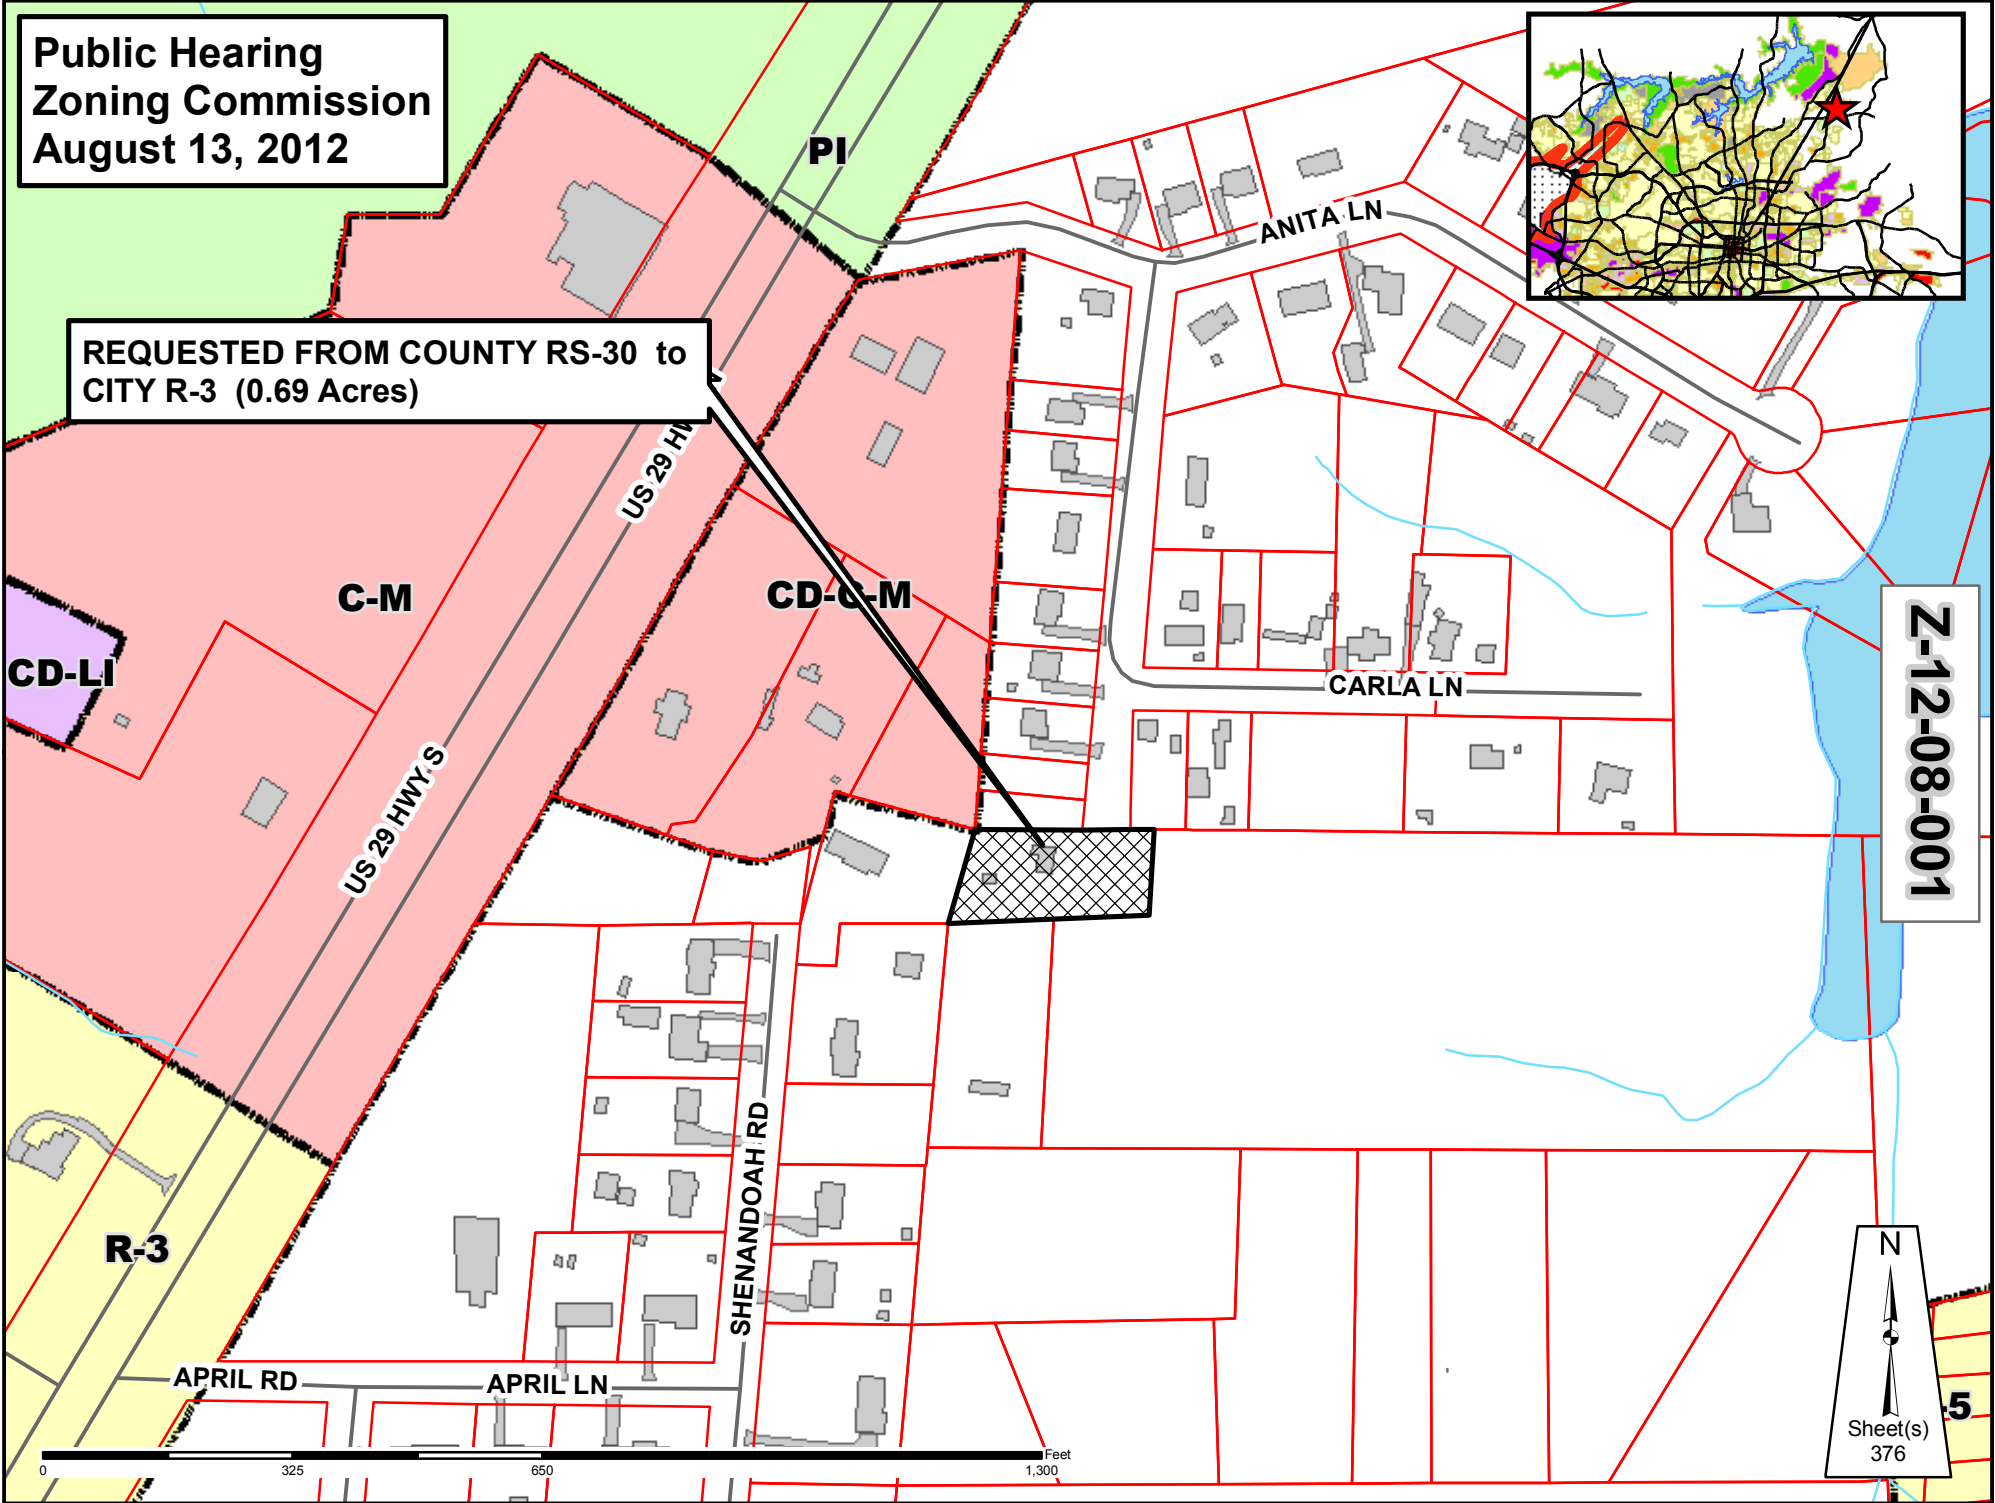 Public Hearing
Zoning Commission
August 13, 2012
PI
ANITA LN
REQUESTED FROM COUNTY RS-30 to
CITY R-3 (0.69 Acres)
US 29 HWY
C-M
CD-C-M
CD-LI
CARLA LN
Z-12-08-001
US 29 HWY S
SHENANDOAH RD
R-3
APRIL RD
APRIL LN
N
-5
Sheet(s)
376
Feet
0 325 650 1,300